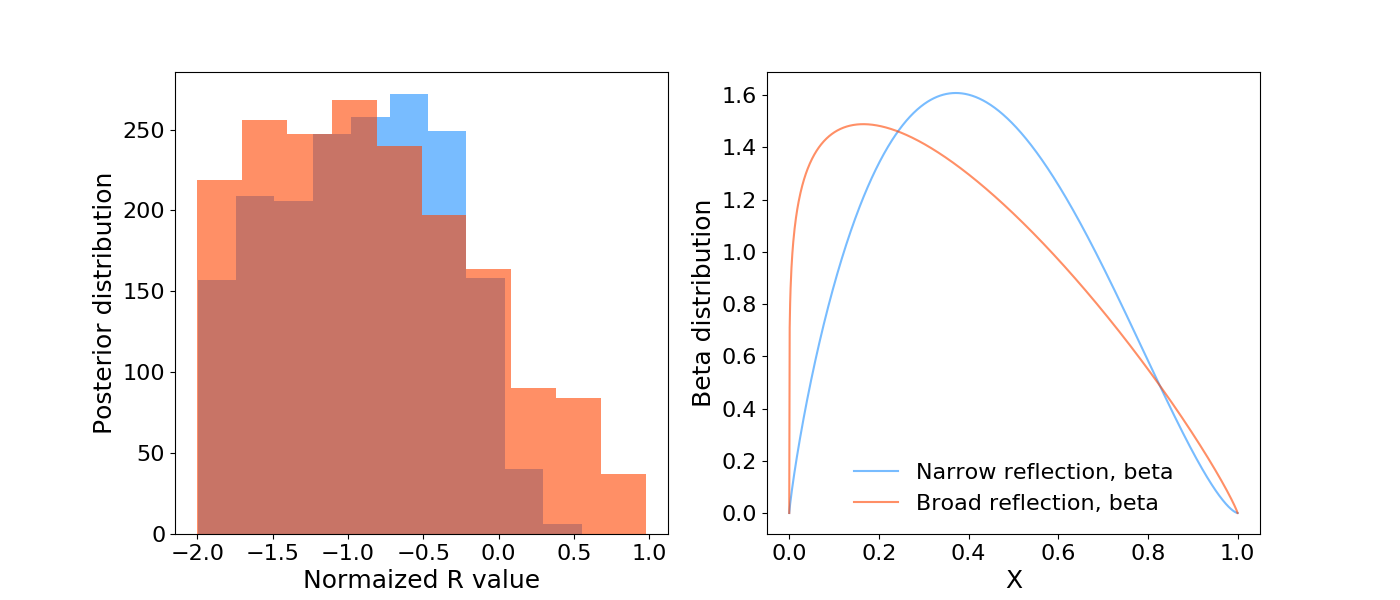 Posterior distribution
250
200
150
100
50
0
−2.0 −1.5 −1.0 −0.5 0.0 0.5 1.0
Normaized R value
Beta distribution
1.6
1.4
1.2
1.0
0.8
0.6
0.4
0.2
0.0
Narrow reflection, beta
Broad reflection, beta
0.0 0.2 0.4 0.6 0.8 1.0
X